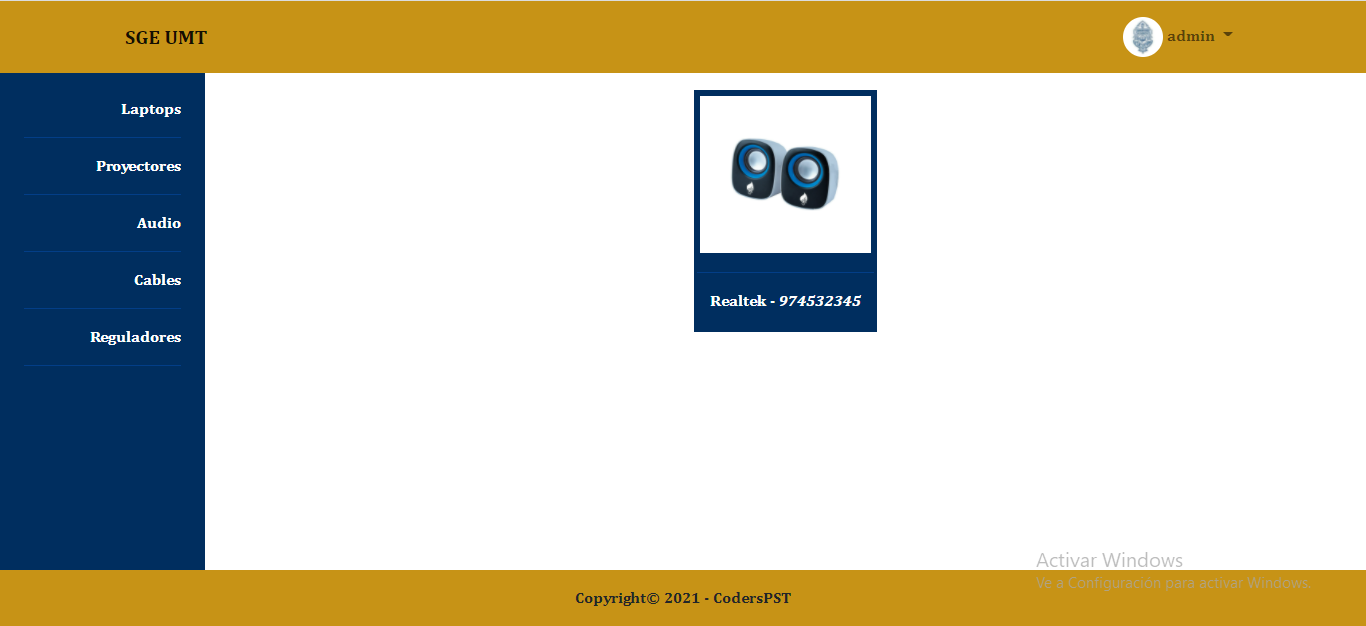 SGE UMT
admin
Laptops
Proyectores
Audio
Cables
Reguladores
Realtek - 974532345
Activar Windows
Ve a Configuración para activar Windows.
Copyright© 2021 - CodersPST